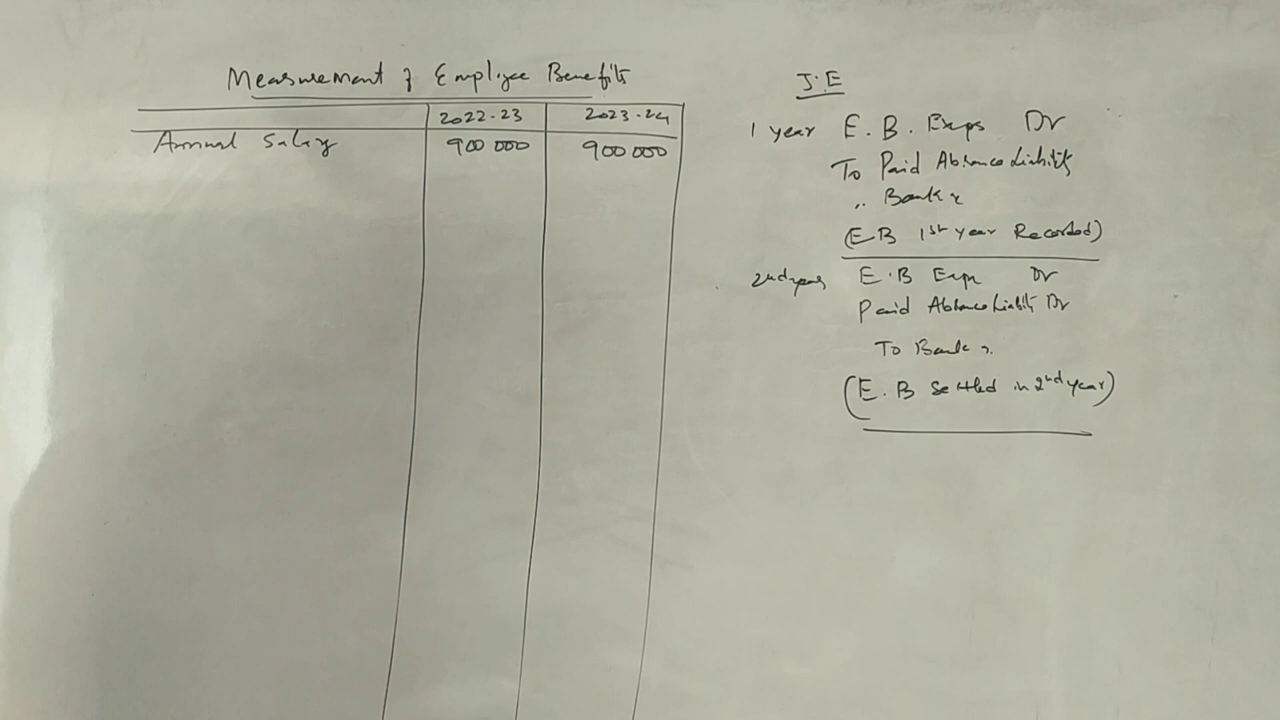 Measurement of Employee Benefits
2022-23 2023-24
Annual Salary 900 000 900 000
J.E
1 year E. B. Exps Dr
To Paid Absence Liability
,, Bank
(E B 1st year Recorded)
2nd year E.B Exp Dr
Paid Absence Liability Dr
To Bank
(E.B Settled in 2nd year)